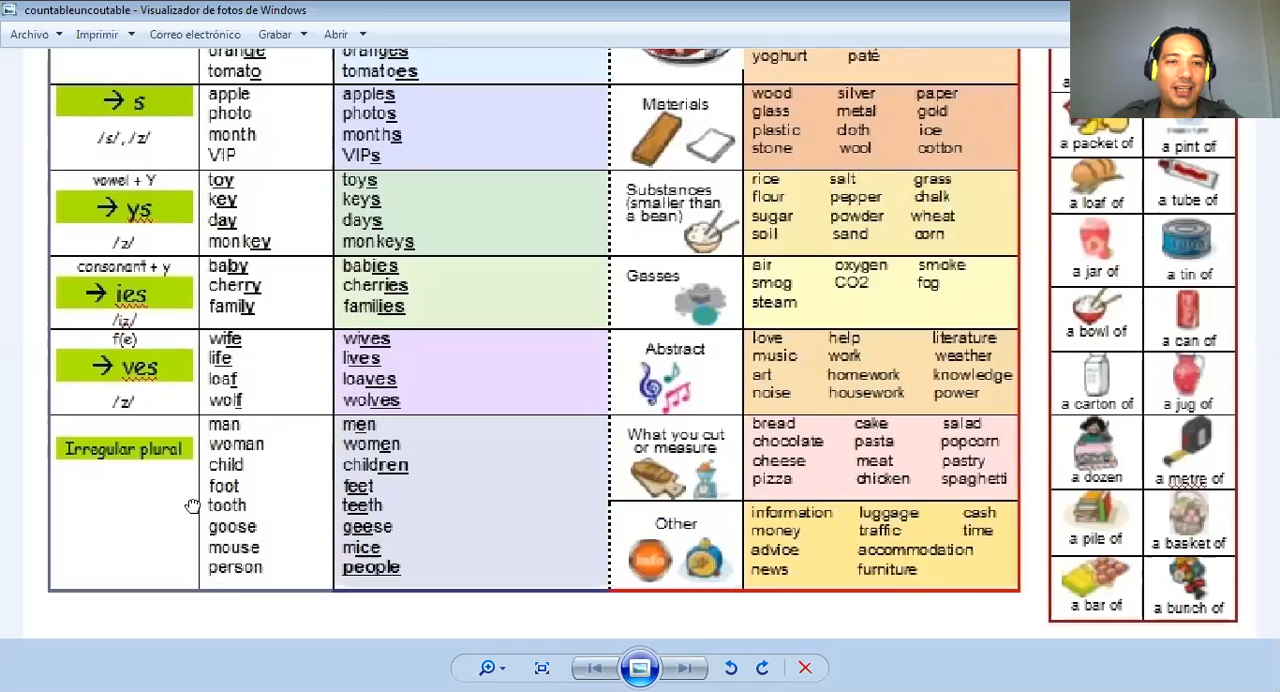 countableuncoutable - Visualizador de fotos de Windows
Archivo Imprimir Correo electrónico Grabar Abrir
orange oranges yoghurt paté
tomato tomatoes
→ s
/s/, /z/
apple apples
photo photos
month months
VIP VIPs
vowel + Y
→ ys
/z/
toy toys
key keys
day days
monkey monkeys
consonant + y
→ ies
/iz/
baby babies
cherry cherries
family families
f(e)
→ ves
/z/
wife wives
life lives
loaf loaves
wolf wolves
Irregular plural
man men
woman women
child children
foot feet
tooth teeth
goose geese
mouse mice
person people
Materials
wood silver paper
glass metal gold
plastic cloth ice
stone wool cotton
Substances
(smaller than
a bean)
rice salt grass
flour pepper chalk
sugar powder wheat
soil sand corn
Gasses
air oxygen smoke
smog CO2 fog
steam
Abstract
love help literature
music work weather
art homework knowledge
noise housework power
What you cut
or measure
bread cake salad
chocolate pasta popcorn
cheese meat pastry
pizza chicken spaghetti
Other
info
information luggage cash
money traffic time
advice accommodation
news furniture
a packet of a pint of
a loaf of a tube of
a jar of a tin of
a bowl of a can of
a carton of a jug of
a dozen a metre of
a pile of a basket of
a bar of a bunch of